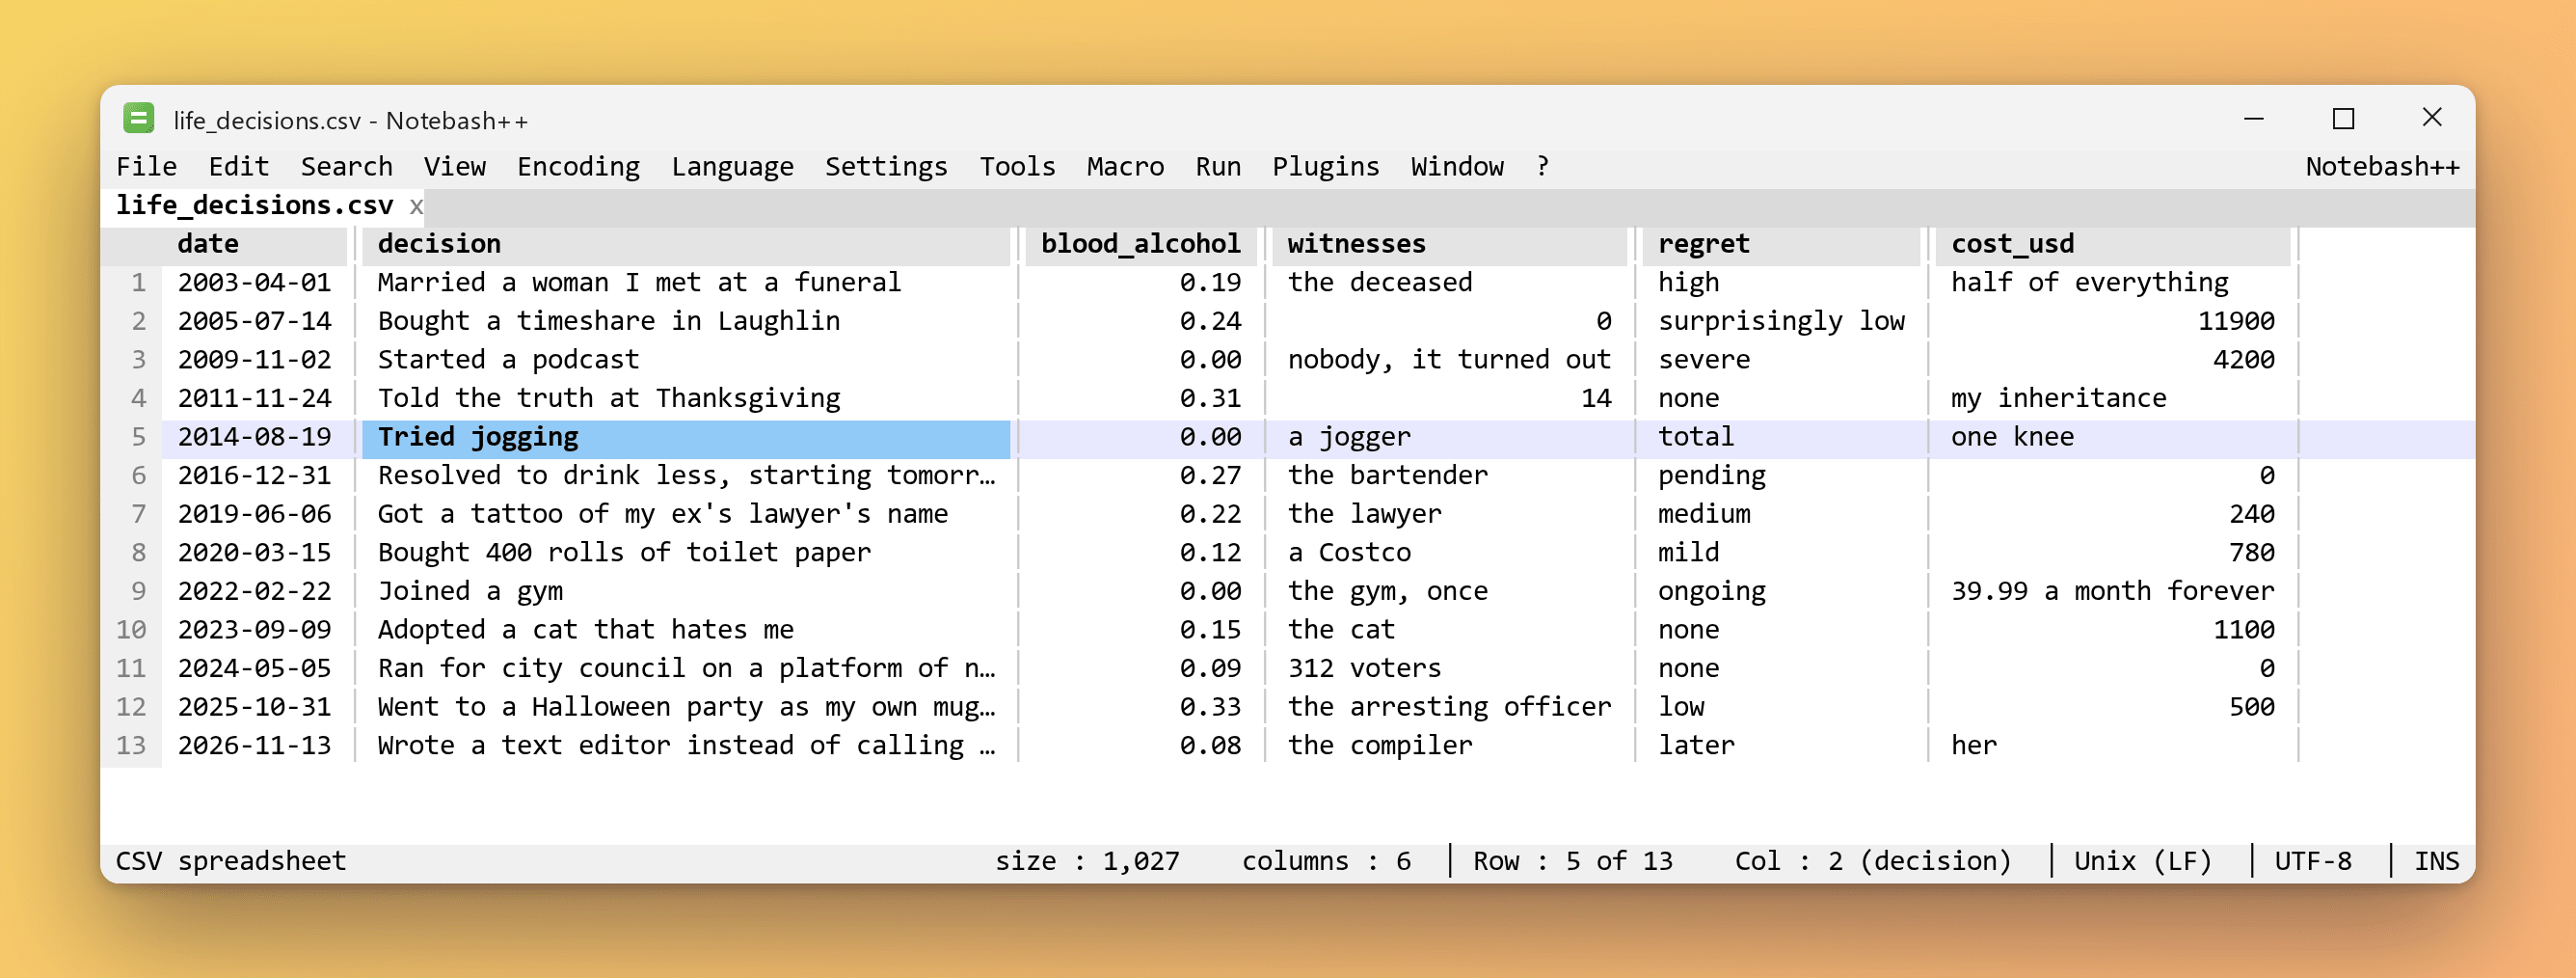 life_decisions.csv - Notebash++
File Edit Search View Encoding Language Settings Tools Macro Run Plugins Window ? Notebash++
life_decisions.csv x
date decision blood_alcohol witnesses regret cost_usd
1 2003-04-01 Married a woman I met at a funeral 0.19 the deceased high half of everything
2 2005-07-14 Bought a timeshare in Laughlin 0.24 0 surprisingly low 11900
3 2009-11-02 Started a podcast 0.00 nobody, it turned out severe 4200
4 2011-11-24 Told the truth at Thanksgiving 0.31 14 none my inheritance
5 2014-08-19 Tried jogging 0.00 a jogger total one knee
6 2016-12-31 Resolved to drink less, starting tomorr… 0.27 the bartender pending 0
7 2019-06-06 Got a tattoo of my ex's lawyer's name 0.22 the lawyer medium 240
8 2020-03-15 Bought 400 rolls of toilet paper 0.12 a Costco mild 780
9 2022-02-22 Joined a gym 0.00 the gym, once ongoing 39.99 a month forever
10 2023-09-09 Adopted a cat that hates me 0.15 the cat none 1100
11 2024-05-05 Ran for city council on a platform of n… 0.09 312 voters none 0
12 2025-10-31 Went to a Halloween party as my own mug… 0.33 the arresting officer low 500
13 2026-11-13 Wrote a text editor instead of calling … 0.08 the compiler later her
CSV spreadsheet size : 1,027 columns : 6 Row : 5 of 13 Col : 2 (decision) Unix (LF) UTF-8 INS